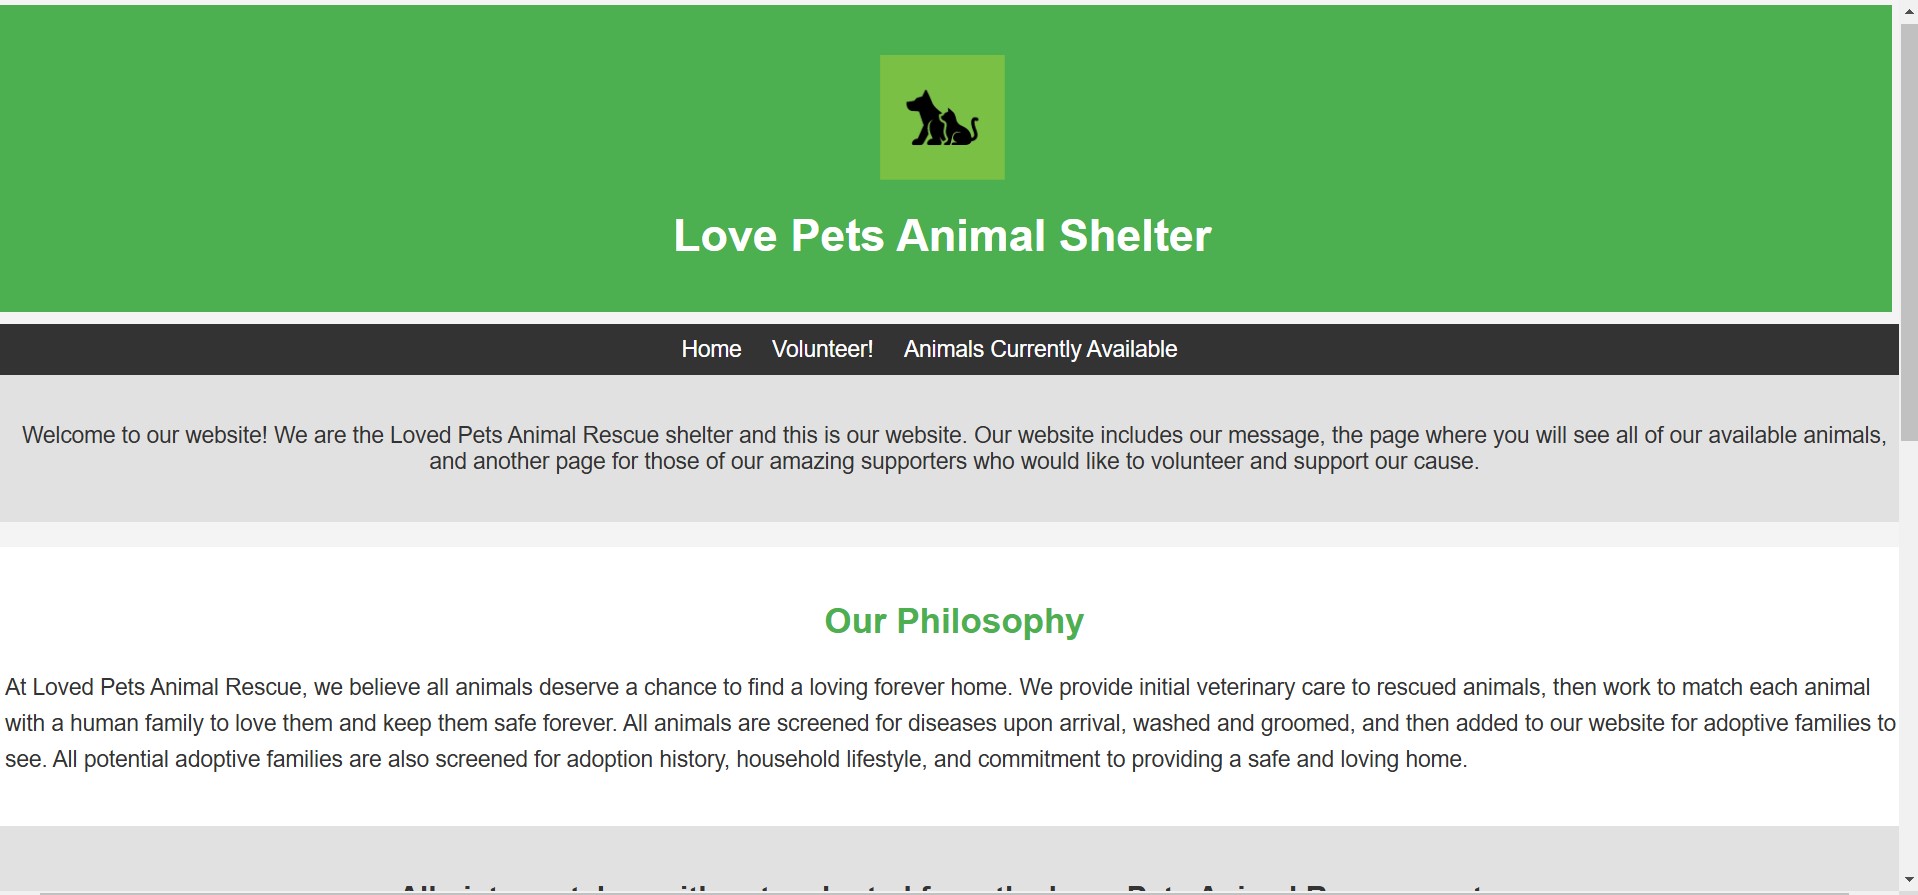 Love Pets Animal Shelter
Home Volunteer! Animals Currently Available
Welcome to our website! We are the Loved Pets Animal Rescue shelter and this is our website. Our website includes our message, the page where you will see all of our available animals,
and another page for those of our amazing supporters who would like to volunteer and support our cause.
Our Philosophy
At Loved Pets Animal Rescue, we believe all animals deserve a chance to find a loving forever home. We provide initial veterinary care to rescued animals, then work to match each animal
with a human family to love them and keep them safe forever. All animals are screened for diseases upon arrival, washed and groomed, and then added to our website for adoptive families to
see. All potential adoptive families are also screened for adoption history, household lifestyle, and commitment to providing a safe and loving home.